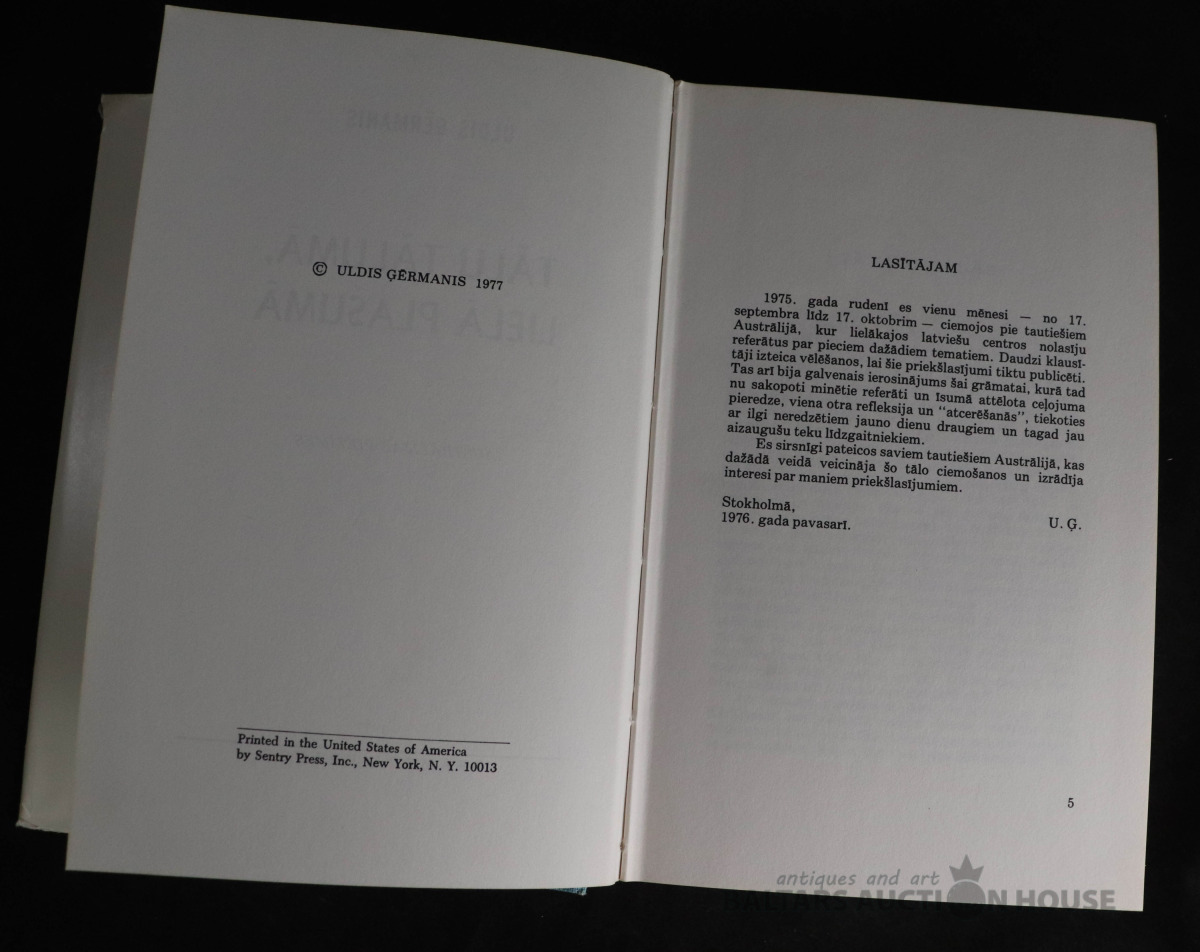 © ULDIS ĢĒRMANIS 1977
Printed in the United States of America
by Sentry Press, Inc., New York, N. Y. 10013
LASĪTĀJAM
1975. gada rudenī es vienu mēnesi — no 17.
septembra līdz 17. oktobrim — ciemojos pie tautiešiem
Austrālijā, kur lielākajos latviešu centros nolasīju
referātus par pieciem dažādiem tematiem. Daudzi klausī-
tāji izteica vēlēšanos, lai šie priekšlasījumi tiktu publicēti.
Tas arī bija galvenais ierosinājums šai grāmatai, kurā tad
nu sakopoti minētie referāti un īsumā attēlota ceļojuma
pieredze, viena otra refleksija un "atcerēšanās", tiekoties
ar ilgi neredzētiem jauno dienu draugiem un tagad jau
aizaugušu teku līdzgaitniekiem.
Es sirsnīgi pateicos saviem tautiešiem Austrālijā, kas
dažādā veidā veicināja šo tālo ciemošanos un izrādīja
interesi par maniem priekšlasījumiem.
Stokholmā,
1976. gada pavasarī. U. Ģ.
5
antiques and art
BALTARS AUCTION HOUSE